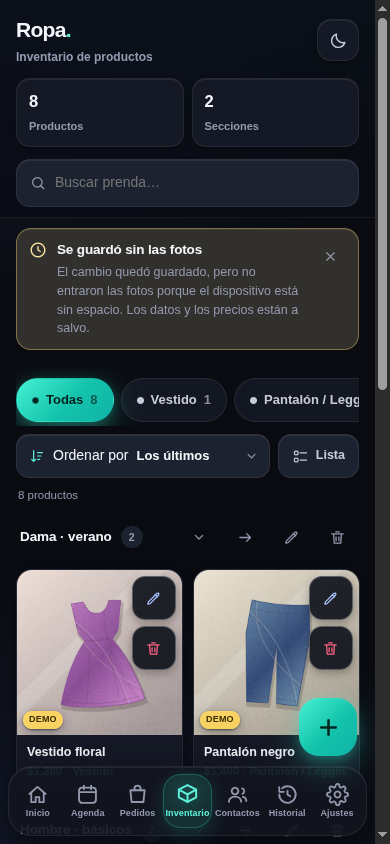 Ropa.
Inventario de productos
8
Productos
2
Secciones
Buscar prenda…
Se guardó sin las fotos
El cambio quedó guardado, pero no
entraron las fotos porque el dispositivo está
sin espacio. Los datos y los precios están a
salvo.
Todas 8
Vestido 1
Pantalón / Legg
Ordenar por Los últimos
Lista
8 productos
Dama · verano 2
DEMO
DEMO
Vestido floral
Pantalón negro
$1,200 · Vestido
$1,400 · Pantalón / Leggin
Inicio
Agenda
Pedidos
Inventario
Contactos
Historial
Ajustes
Hombre · básicos 2